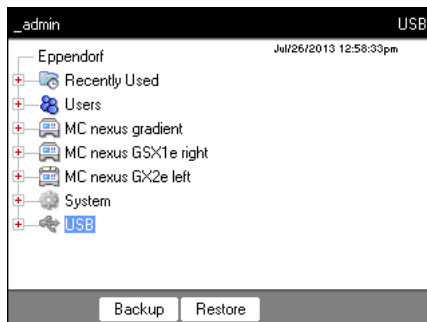 _admin USB
Jul/26/2013 12:58:33pm
Eppendorf
Recently Used
Users
MC nexus gradient
MC nexus GSX1e right
MC nexus GX2e left
System
USB
Backup Restore